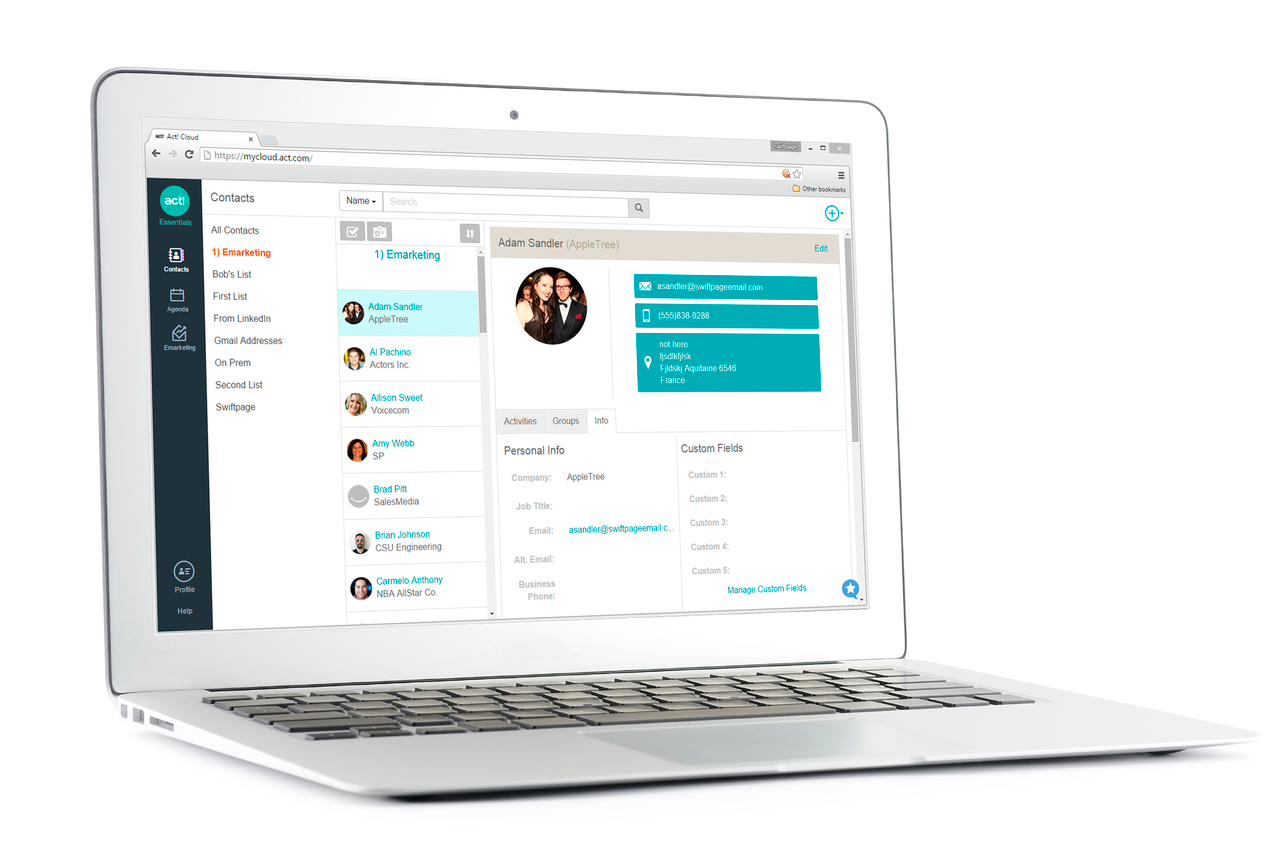 act! Act! Cloud
swiftpage
https://mycloud.act.com/
Other bookmarks
act!
Essentials
Contacts
Agenda
Emarketing
Profile
Help
Contacts
All Contacts
1) Emarketing
Bob's List
First List
From LinkedIn
Gmail Addresses
On Prem
Second List
Swiftpage
Name
Search
1) Emarketing
Adam Sandler
AppleTree
Al Pachino
Actors Inc.
Allison Sweet
Voicecom
Amy Webb
SP
Brad Pitt
SalesMedia
Brian Johnson
CSU Engineering
Carmelo Anthony
NBA AllStar Co.
Adam Sandler (AppleTree)
Edit
asandler@swiftpageemail.com
(555)838-9288
not here
fjsdlkfjlsk
Fjldskj Aquitaine 6546
France
Activities
Groups
Info
Personal Info
Company: AppleTree
Job Title:
Email: asandler@swiftpageemail.c...
Alt. Email:
Business
Phone:
Custom Fields
Custom 1:
Custom 2:
Custom 3:
Custom 4:
Custom 5:
Manage Custom Fields